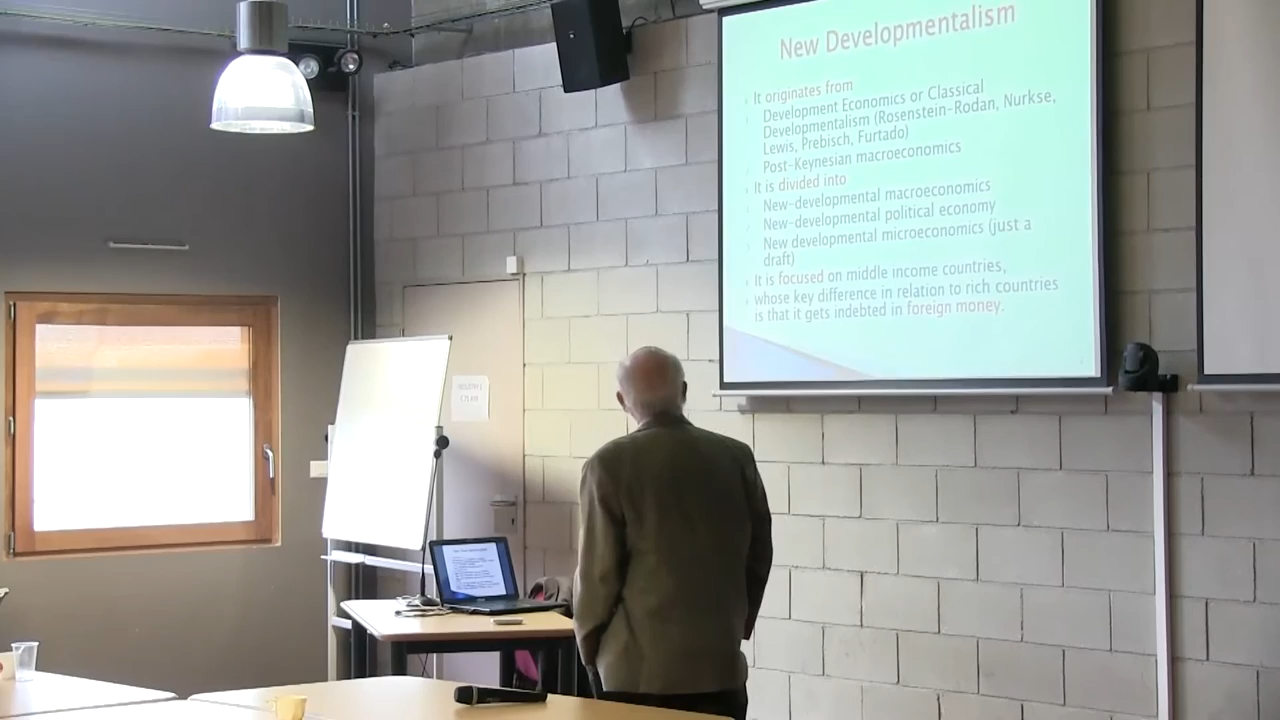 New Developmentalism
It originates from
Development Economics or Classical
Developmentalism (Rosenstein-Rodan, Nurkse,
Lewis, Prebisch, Furtado)
Post-Keynesian macroeconomics
It is divided into
New-developmental macroeconomics
New-developmental political economy
New developmental microeconomics (just a
draft)
It is focused on middle income countries,
whose key difference in relation to rich countries
is that it gets indebted in foreign money.